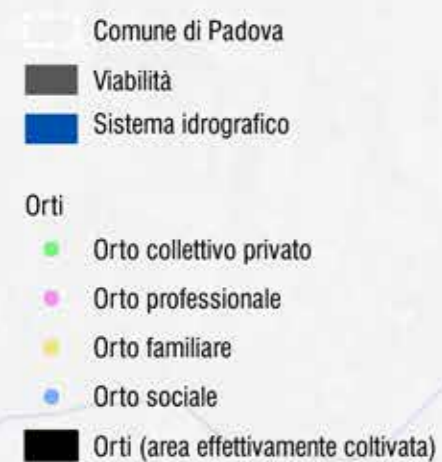 Comune di Padova
Viabilità
Sistema idrografico
Orti
Orto collettivo privato
Orto professionale
Orto familiare
Orto sociale
Orti (area effettivamente coltivata)